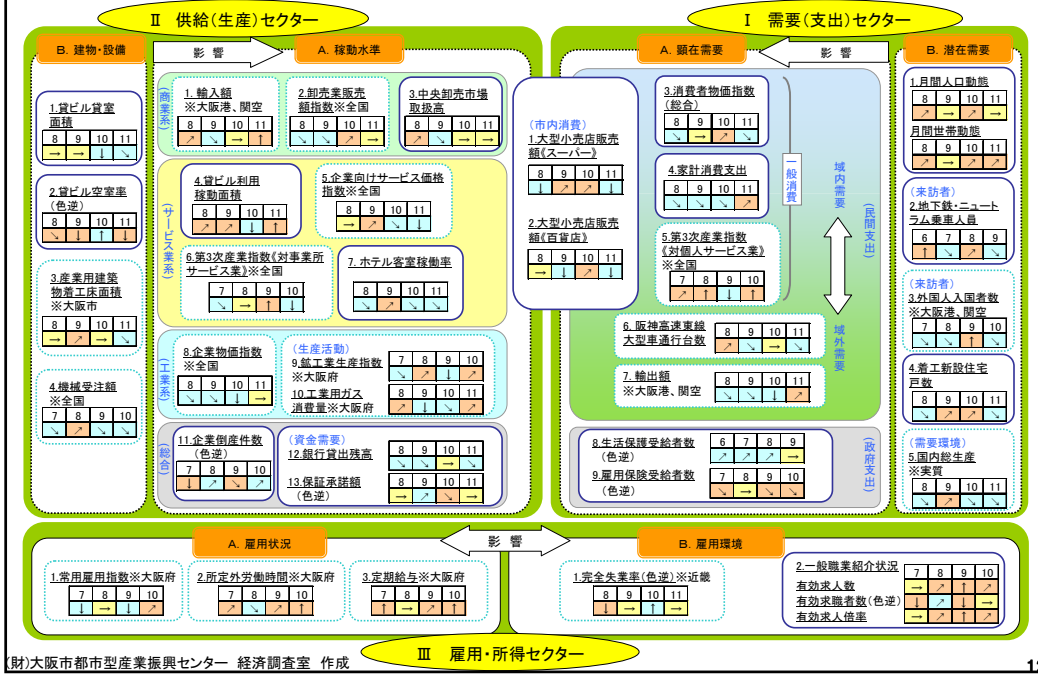 Ⅱ 供給(生産)セクター
Ⅰ 需要(支出)セクター
B. 建物・設備
影 響
A. 稼動水準
A. 顕在需要
影 響
B. 潜在需要
1.貸ビル貸室
面積
8 9 10 11
→ → ↓ ↘
2.貸ビル空室率
(色逆)
8 9 10 11
↘ ↓ ↑ ↓
3.産業用建築
物着工床面積
※大阪市
8 9 10 11
→ ↗ → ↘
4.機械受注額
※全国
7 8 9 10
↘ ↗ ↘ ↘
(商業系)
1. 輸入額
※大阪港、関空
8 9 10 11
↗ ↘ → ↑
2.卸売業販売
額指数※全国
8 9 10 11
↘ ↘ ↗ →
3.中央卸売市場
取扱高
8 9 10 11
↗ ↘ → →
(サービス業系)
4.貸ビル利用
稼動面積
8 9 10 11
↗ ↗ ↓ ↑
5.企業向けサービス価格
指数※全国
8 9 10 11
→ ↗ ↘ ↓
6.第3次産業指数《対事業所
サービス業》※全国
7 8 9 10
↘ → ↑ ↓
7. ホテル客室稼働率
7 8 9 10
↘ ↗ ↘ ↘
(工業系)
8.企業物価指数
※全国
8 9 10 11
↘ ↘ ↓ →
(生産活動)
9.鉱工業生産指数
※大阪府
7 8 9 10
↘ ↗ ↓ ↗
10.工業用ガス
消費量※大阪府
↗ ↓ ↘ ↗
(総合)
11.企業倒産件数
(色逆)
7 8 9 10
↓ ↗ ↘ ↗
(資金需要)
12.銀行貸出残高
8 9 10 11
↘ ↘ → ↘
13.保証承諾額
(色逆)
8 9 10 11
→ ↗ ↘ →
(市内消費)
1.大型小売店販売
額《スーパー》
8 9 10 11
↓ ↗ ↗ ↓
2.大型小売店販売
額《百貨店》
8 9 10 11
→ ↓ ↗ ↓
3.消費者物価指数
(総合)
8 9 10 11
↘ → ↗ ↘
4.家計消費支出
8 9 10 11
↘ ↘ ↘ ↗
5.第3次産業指数
《対個人サービス業》
※全国
7 8 9 10
↗ ↑ ↓ ↑
一般消費
域内需要
域外需要
(民間支出)
6. 阪神高速東線
大型車通行台数
8 9 10 11
↗ ↘ → ↘
7. 輸出額
※大阪港、関空
8 9 10 11
↘ ↘ ↓ ↗
8.生活保護受給者数
(色逆)
6 7 8 9
↗ ↗ ↗ →
9.雇用保険受給者数
(色逆)
7 8 9 10
↘ → ↘ ↘
(政府支出)
1.月間人口動態
8 9 10 11
→ ↗ ↗ →
月間世帯動態
8 9 10 11
→ ↗ ↗ ↗
(来訪者)
2.地下鉄・ニュート
ラム乗車人員
6 7 8 9
↑ ↘ ↗ ↘
(来訪者)
3.外国人入国者数
※大阪港、関空
7 8 9 10
↘ ↘ ↑ ↘
4.着工新設住宅
戸数
8 9 10 11
↘ ↗ ↗ ↘
(需要環境)
5.国内総生産
※実質
7 8 9 10
↘ ↗ ↘ ↘
A. 雇用状況
影 響
B. 雇用環境
1.常用雇用指数※大阪府
7 8 9 10
↓ → ↓ ↗
2.所定外労働時間※大阪府
7 8 9 10
↗ ↘ ↗ ↑
3.定期給与※大阪府
7 8 9 10
↑ → ↗ ↑
1.完全失業率(色逆)※近畿
8 9 10 11
↓ → ↑ →
2.一般職業紹介状況
7 8 9 10
有効求人数
→ ↗ ↑ ↗
有効求職者数(色逆)
↓ ↗ ↓ →
有効求人倍率
→ ↗ ↑ ↗
Ⅲ 雇用・所得セクター
(財)大阪市都市型産業振興センター 経済調査室 作成